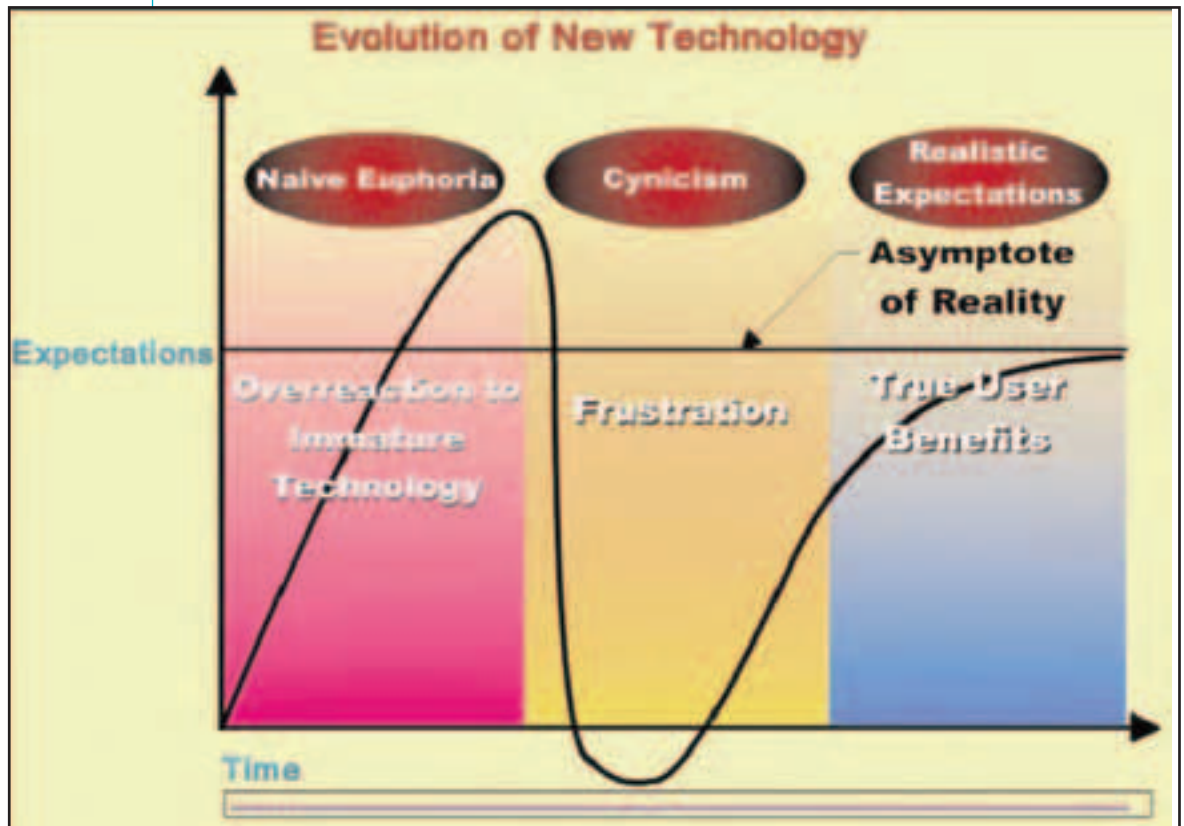 Evolution of New Technology
Naive Euphoria
Cynicism
Realistic
Expectations
Asymptote
of Reality
Expectations
Overreaction to
Immature
Technology
Frustration
True User
Benefits
Time